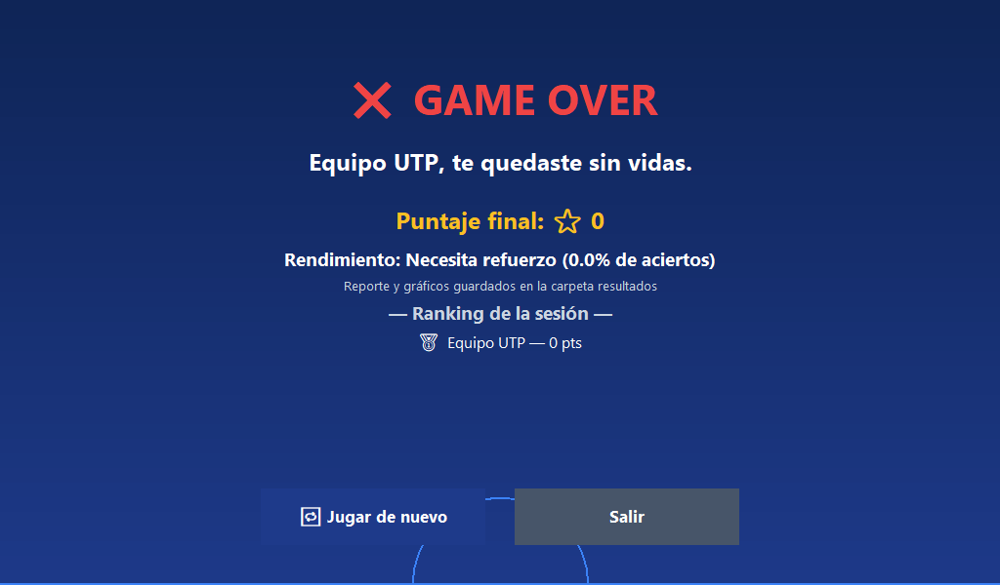 ❌ GAME OVER
Equipo UTP, te quedaste sin vidas.
Puntaje final: ☆ 0
Rendimiento: Necesita refuerzo (0.0% de aciertos)
Reporte y gráficos guardados en la carpeta resultados
— Ranking de la sesión —
🥇 Equipo UTP — 0 pts
🔁 Jugar de nuevo
Salir